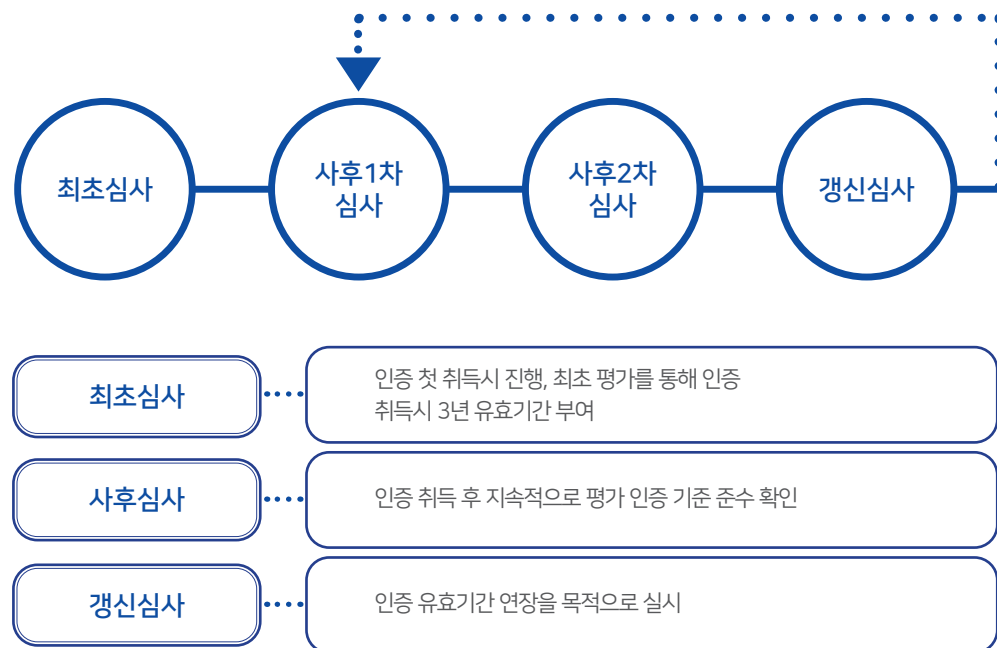 최초심사
사후1차
심사
사후2차
심사
갱신심사
최초심사
인증 첫 취득시 진행, 최초 평가를 통해 인증
취득시 3년 유효기간 부여
사후심사
인증 취득 후 지속적으로 평가 인증 기준 준수 확인
갱신심사
인증 유효기간 연장을 목적으로 실시